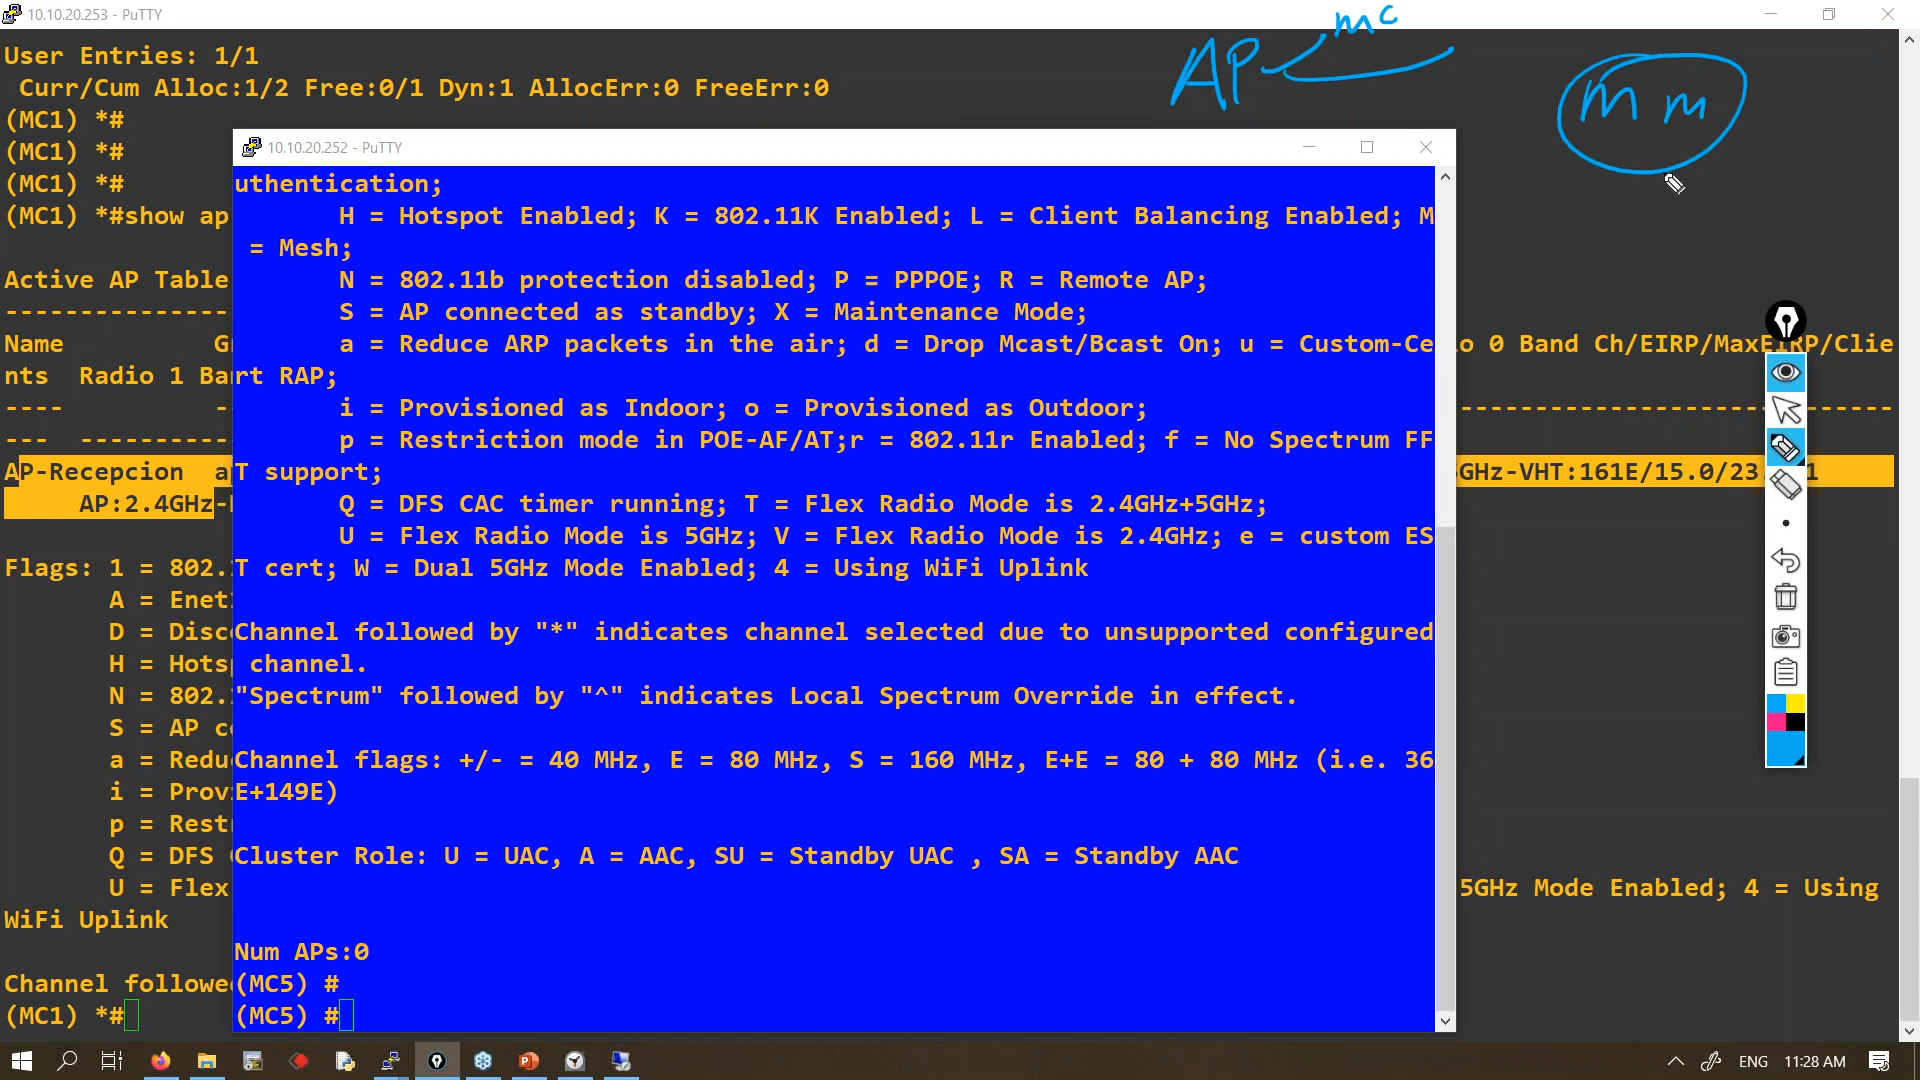 10.10.20.253 - PuTTY
User Entries: 1/1
Curr/Cum Alloc:1/2 Free:0/1 Dyn:1 AllocErr:0 FreeErr:0
(MC1) *#
(MC1) *#
(MC1) *#
(MC1) *#show ap
Active AP Table
---------------
Name G
nts Radio 1 Ba
---- -
--- ----------
AP-Recepcion a
AP:2.4GHz-
Flags: 1 = 802.
A = Enet
D = Disc
H = Hots
N = 802.
S = AP c
a = Redu
i = Prov
p = Rest
Q = DFS
U = Flex
WiFi Uplink
Channel followe
(MC1) *#
AP mc
m m
o 0 Band Ch/EIRP/MaxEIRP/Clie
-----------------------------
GHz-VHT:161E/15.0/23 1
5GHz Mode Enabled; 4 = Using
10.10.20.252 - PuTTY
uthentication;
H = Hotspot Enabled; K = 802.11K Enabled; L = Client Balancing Enabled; M
= Mesh;
N = 802.11b protection disabled; P = PPPOE; R = Remote AP;
S = AP connected as standby; X = Maintenance Mode;
a = Reduce ARP packets in the air; d = Drop Mcast/Bcast On; u = Custom-Ce
rt RAP;
i = Provisioned as Indoor; o = Provisioned as Outdoor;
p = Restriction mode in POE-AF/AT;r = 802.11r Enabled; f = No Spectrum FF
T support;
Q = DFS CAC timer running; T = Flex Radio Mode is 2.4GHz+5GHz;
U = Flex Radio Mode is 5GHz; V = Flex Radio Mode is 2.4GHz; e = custom ES
T cert; W = Dual 5GHz Mode Enabled; 4 = Using WiFi Uplink
Channel followed by "*" indicates channel selected due to unsupported configured
channel.
"Spectrum" followed by "^" indicates Local Spectrum Override in effect.
Channel flags: +/- = 40 MHz, E = 80 MHz, S = 160 MHz, E+E = 80 + 80 MHz (i.e. 36
E+149E)
Cluster Role: U = UAC, A = AAC, SU = Standby UAC , SA = Standby AAC
Num APs:0
(MC5) #
(MC5) #
ENG 11:28 AM